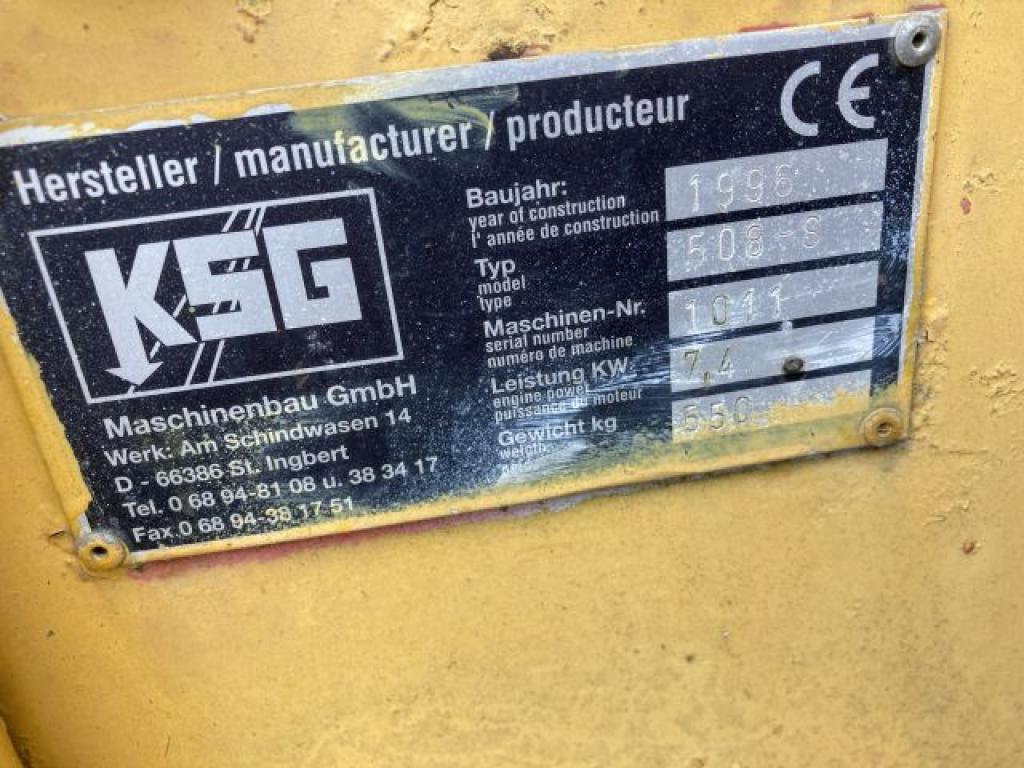 Hersteller / manufacturer / producteur
CE
KSG
Maschinenbau GmbH
Werk: Am Schindwasen 14
D - 66386 St. Ingbert
Tel. 0 68 94-81 08 u. 38 34 17
Fax 0 68 94-38 17 51
Baujahr: 1996
year of construction
l' année de construction
Typ 508-S
model
type
Maschinen-Nr. 1011
serial number
numéro de machine
Leistung KW: 7,4
engine power
puissance du moteur
Gewicht kg 550
weight